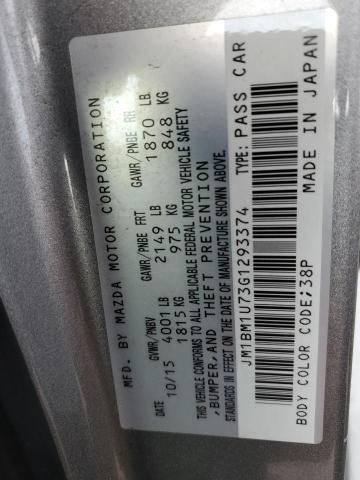 MFD. BY MAZDA MOTOR CORPORATION
DATE GVWR/PNBV GAWR/PNBE FRT GAWR/PNBE RR
10/15 4001 LB 2149 LB 1870 LB
1815 KG 975 KG 848 KG
THIS VEHICLE CONFORMS TO ALL APPLICABLE FEDERAL MOTOR VEHICLE SAFETY
,BUMPER,AND THEFT PREVENTION
STANDARDS IN EFFECT ON THE DATE OF MANUFACTURE SHOWN ABOVE.
JM1BM1U73G1293374 TYPE: PASS CAR
MADE IN JAPAN
BODY COLOR CODE;38P